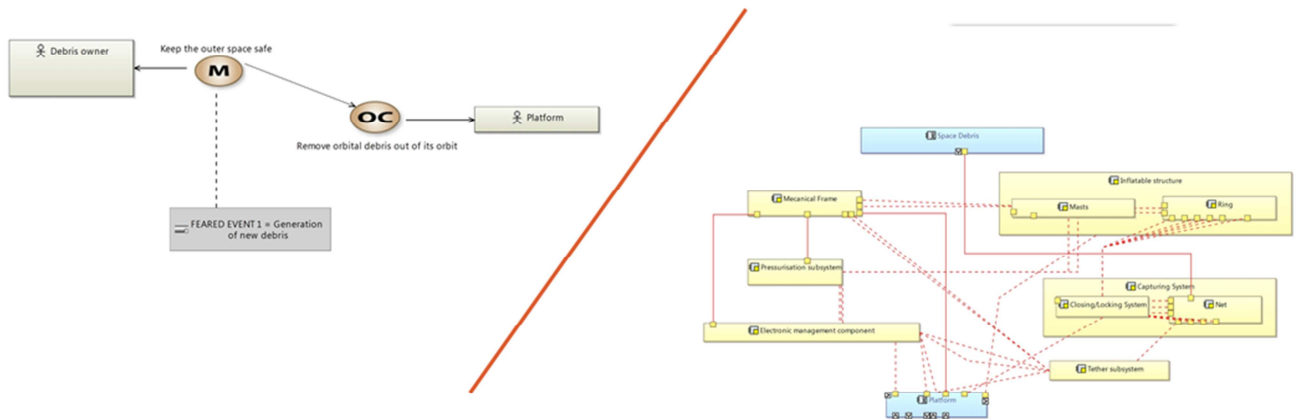 Debris owner
Keep the outer space safe
M
OC
Platform
Remove orbital debris out of its orbit
FEARED EVENT 1 = Generation
of new debris
Space Debris
Inflatable structure
Mecanical Frame
Masts
Ring
Pressurisation subsystem
Capturing System
Closing/Locking System
Net
Electronic management component
Tether subsystem
Platform